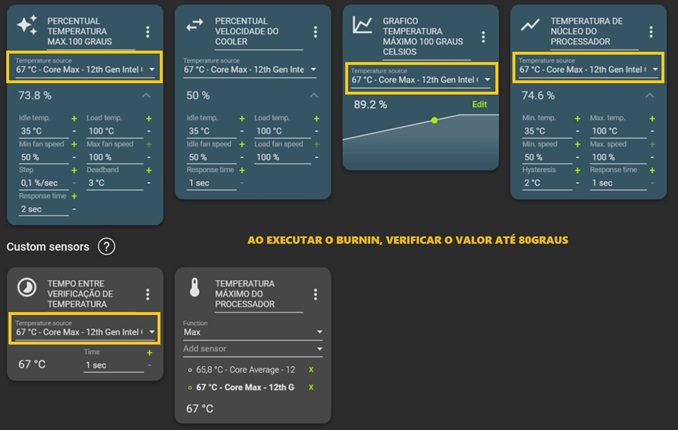 PERCENTUAL
TEMPERATURA
MAX.100 GRAUS
Temperature source
67 °C - Core Max - 12th Gen Intel (
73.8 %
Idle temp.
+
Load temp.
+
35 °C
-
100 °C
-
Min fan speed
+
Max fan speed
+
50 %
-
100 %
-
Step
+
Deadband
+
0,1 %/sec
-
3 °C
-
Response time
+
2 sec
-
PERCENTUAL
VELOCIDADE DO
COOLER
Temperature source
67 °C - Core Max - 12th Gen Inte
50 %
Idle temp.
+
Load temp.
+
35 °C
-
100 °C
-
Idle fan speed
+
Load fan speed
+
50 %
-
100 %
-
Response time
+
1 sec
-
GRAFICO
TEMPERATURA
MÁXIMO 100 GRAUS
CELSIOS
Temperature source
67 °C - Core Max - 12th Gen Intel (
89.2 %
Edit
TEMPERATURA DE
NÚCLEO DO
PROCESSADOR
Temperature source
67 °C - Core Max - 12th Gen Intel (
74.6 %
Min. temp.
+
Max. temp.
+
35 °C
-
100 °C
-
Min. speed
+
Max. speed
+
50 %
-
100 %
-
Hysteresis
+
Response time
+
2 °C
-
1 sec
-
Custom sensors ?
AO EXECUTAR O BURNIN, VERIFICAR O VALOR ATÉ 80GRAUS
TEMPO ENTRE
VERIFICAÇÃO DE
TEMPERATURA
Temperature source
67 °C - Core Max - 12th Gen Intel (
67 °C
Time
+
1 sec
-
TEMPERATURA
MÁXIMO DO
PROCESSADOR
Function
Max
Add sensor
65,8 °C - Core Average - 12
x
67 °C - Core Max - 12th G
x
67 °C